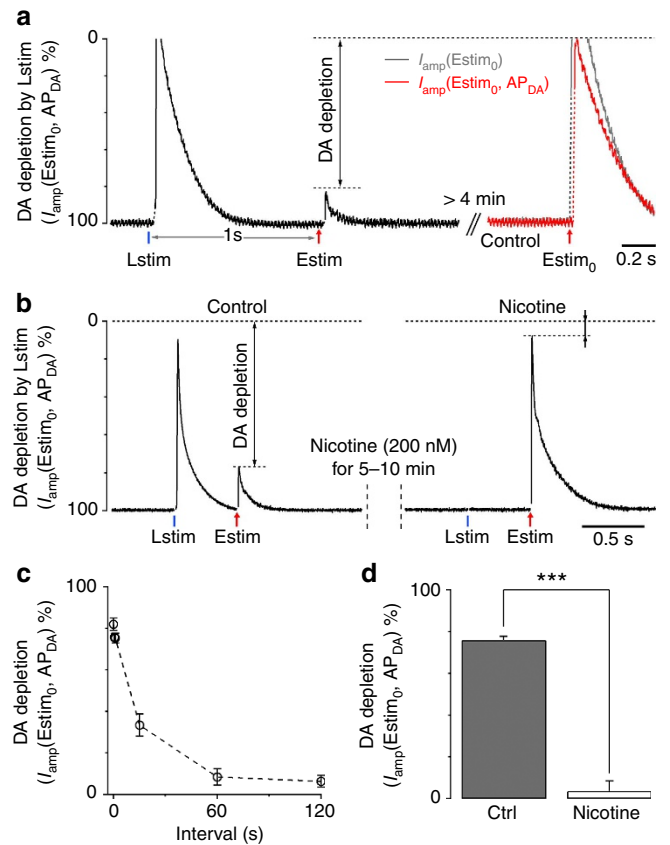 a
DA depletion by Lstim
(Iamp(Estim0, APDA) %)
0
100
DA depletion
Iamp(Estim0)
Iamp(Estim0, APDA)
> 4 min
Control
1s
Lstim
Estim
Estim0
0.2 s
b
DA depletion by Lstim
(Iamp(Estim0, APDA) %)
0
100
Control
Nicotine
DA depletion
Nicotine (200 nM)
for 5–10 min
Lstim
Estim
Lstim
Estim
0.5 s
c
DA depletion
(Iamp(Estim0, APDA) %)
100
0
0
60
120
Interval (s)
d
DA depletion
(Iamp(Estim0, APDA) %)
100
0
***
Ctrl
Nicotine